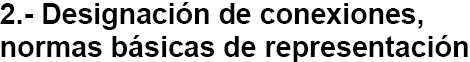 2.- Designación de conexiones,
normas básicas de representación